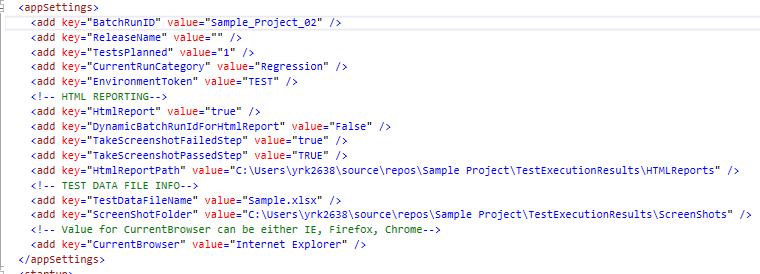 <appSettings>
<add key="BatchRunID" value="Sample_Project_02" />
<add key="ReleaseName" value="" />
<add key="TestsPlanned" value="1" />
<add key="CurrentRunCategory" value="Regression" />
<add key="EnvironmentToken" value="TEST" />
<!-- HTML REPORTING-->
<add key="HtmlReport" value="true" />
<add key="DynamicBatchRunIdForHtmlReport" value="False" />
<add key="TakeScreenshotFailedStep" value="true" />
<add key="TakeScreenshotPassedStep" value="TRUE" />
<add key="HtmlReportPath" value="C:\Users\yrk2638\source\repos\Sample Project\TestExecutionResults\HTMLReports" />
<!-- TEST DATA FILE INFO-->
<add key="TestDataFileName" value="Sample.xlsx" />
<add key="ScreenShotFolder" value="C:\Users\yrk2638\source\repos\Sample Project\TestExecutionResults\ScreenShots" />
<!-- Value for CurrentBrowser can be either IE, Firefox, Chrome-->
<add key="CurrentBrowser" value="Internet Explorer" />
</appSettings>
<startup>